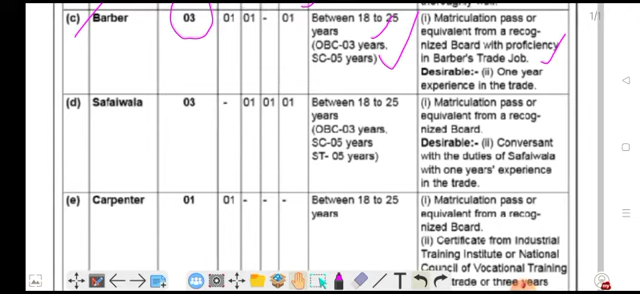 thoroughly well.
(c) Barber 03 01 01 - 01 Between 18 to 25 (i) Matriculation pass or
years equivalent from a recog-
(OBC-03 years, nized Board with proficiency
SC-05 years) in Barber's Trade Job.
Desirable:- (ii) One year
experience in the trade.
(d) Safaiwala 03 - 01 01 01 Between 18 to 25 (i) Matriculation pass or
years equivalent from a recog-
(OBC-03 years, nized Board.
SC-05 years Desirable:- (ii) Conversant
ST- 05 years) with the duties of Safaiwala
with one years' experience
in the trade.
(e) Carpenter 01 01 - - - Between 18 to 25 (i) Matriculation pass or
years equivalent from a recog-
nized Board.
(ii) Certificate from Industrial
Training Institute or National
Council of Vocational Training
trade or three years
1/1
T